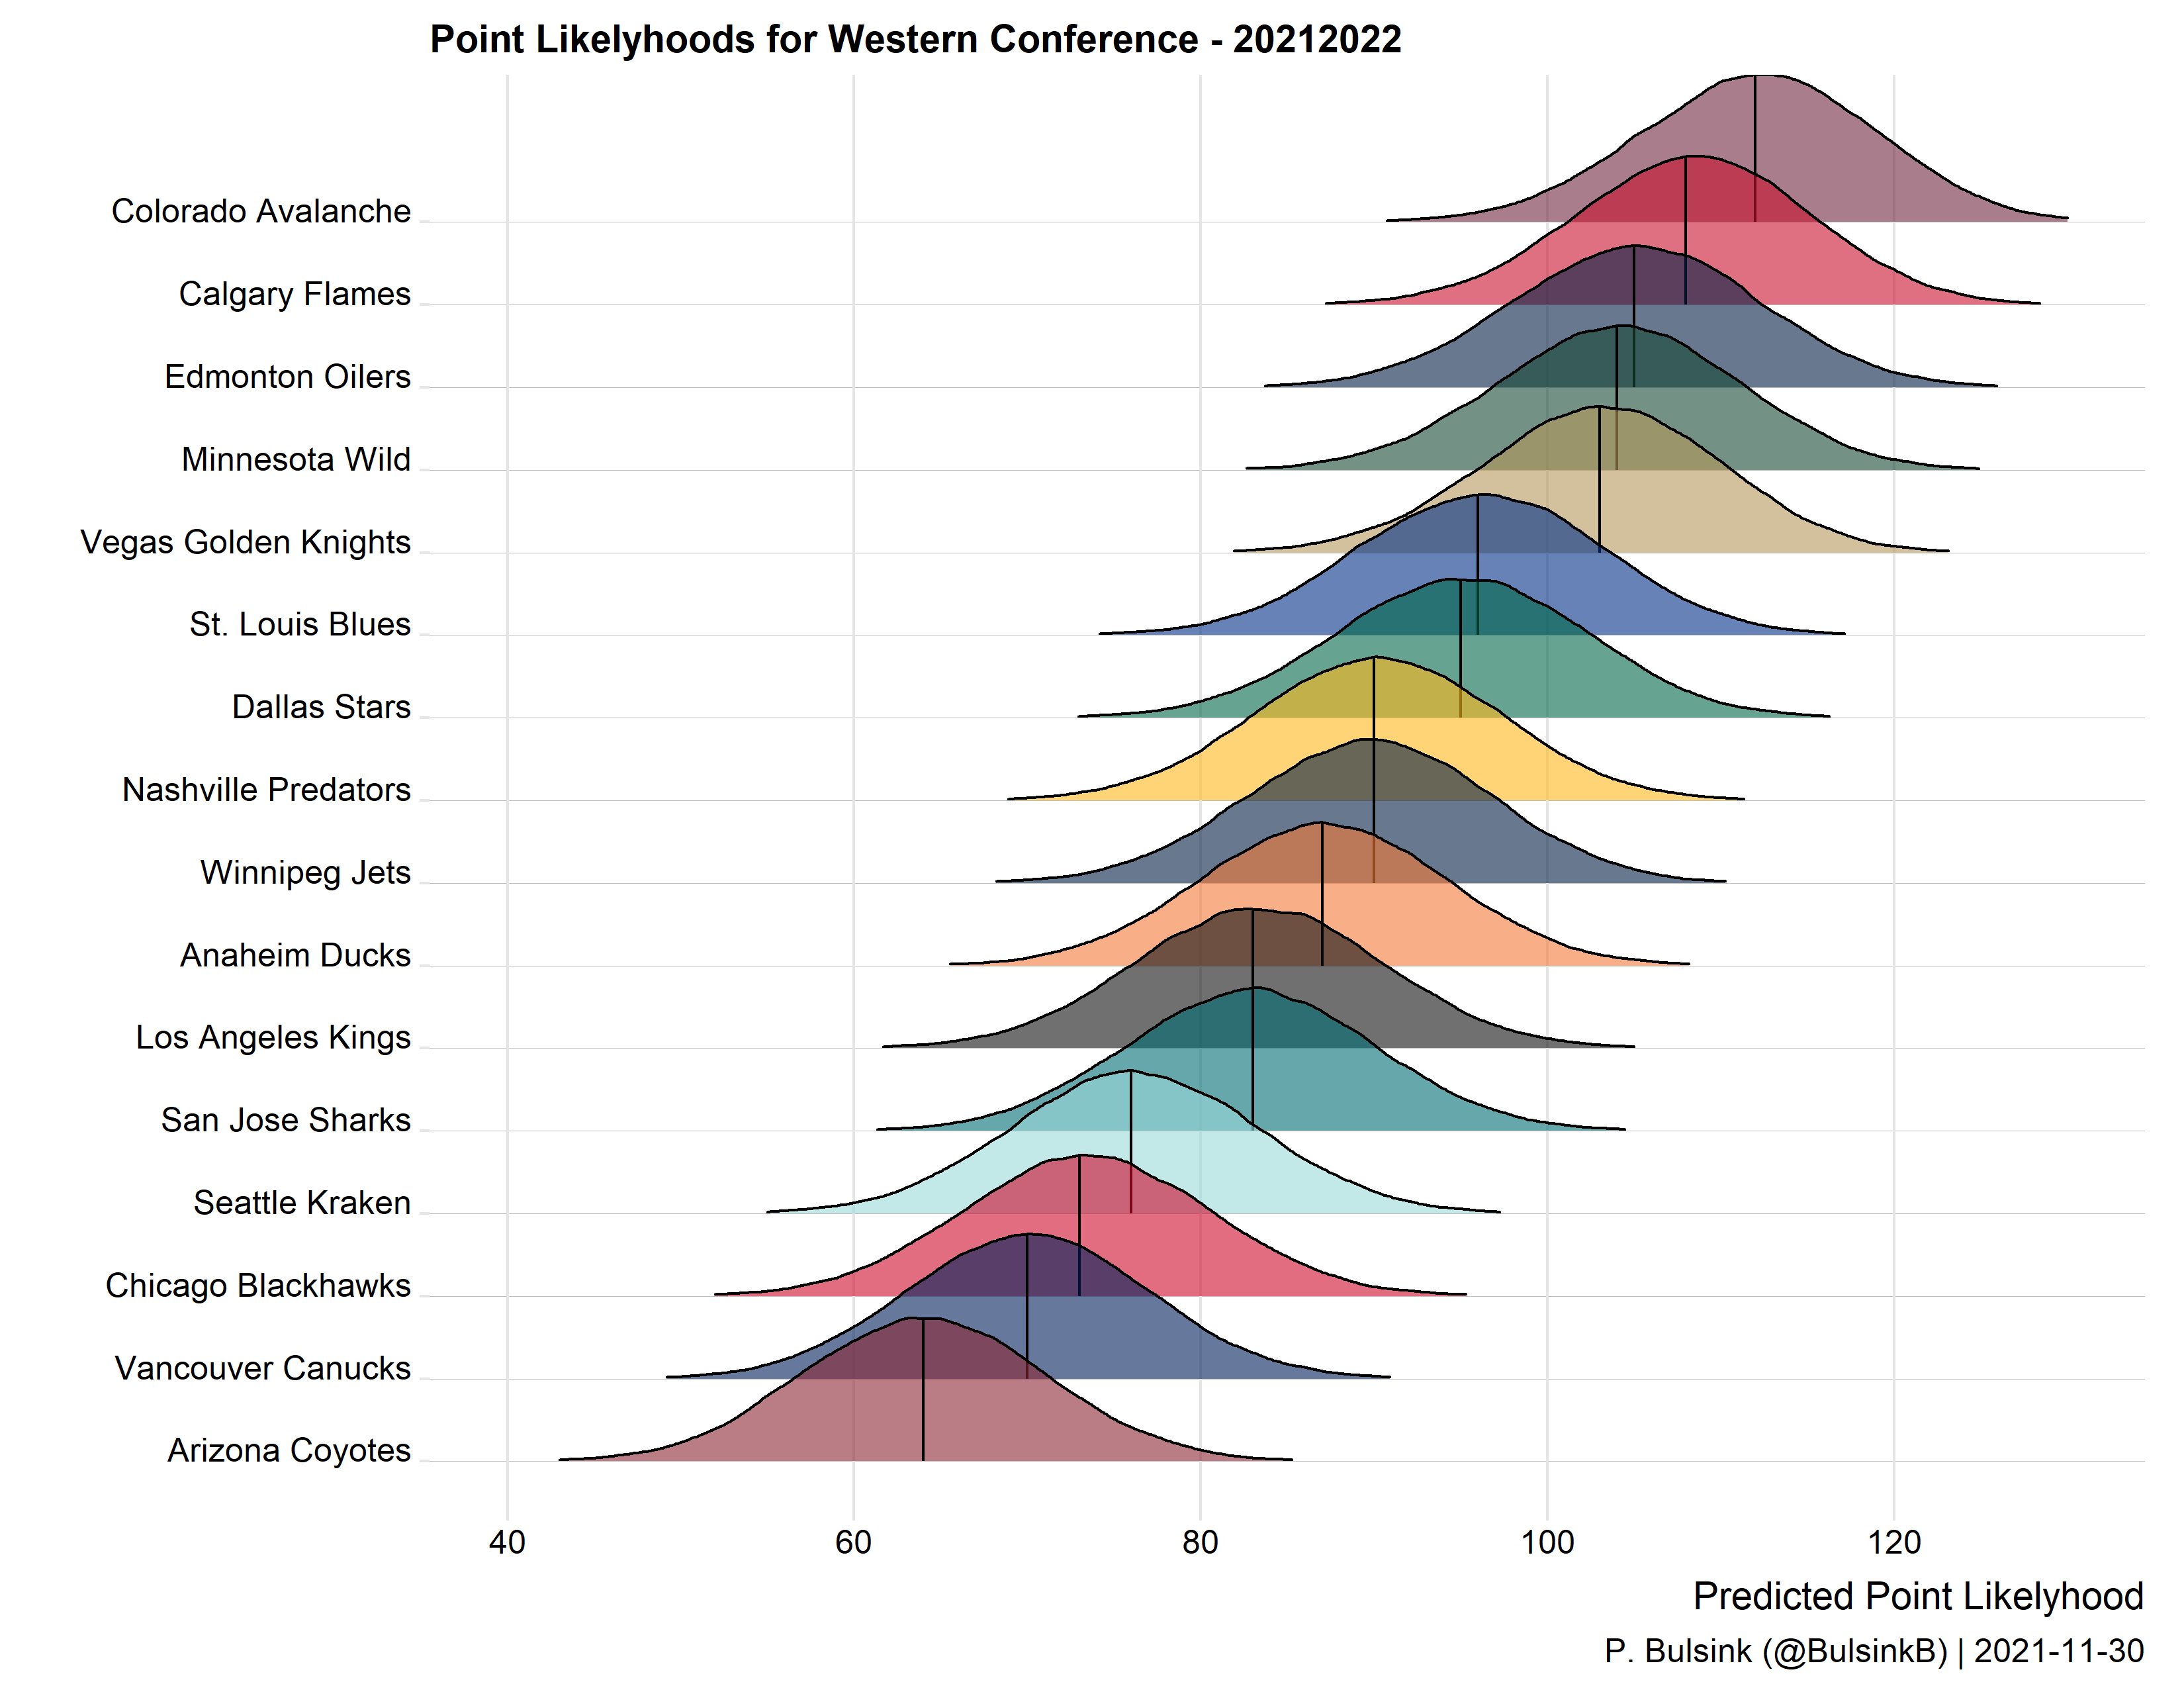 Point Likelyhoods for Western Conference - 20212022
Colorado Avalanche
Calgary Flames
Edmonton Oilers
Minnesota Wild
Vegas Golden Knights
St. Louis Blues
Dallas Stars
Nashville Predators
Winnipeg Jets
Anaheim Ducks
Los Angeles Kings
San Jose Sharks
Seattle Kraken
Chicago Blackhawks
Vancouver Canucks
Arizona Coyotes
40 60 80 100 120
Predicted Point Likelyhood
P. Bulsink (@BulsinkB) | 2021-11-30